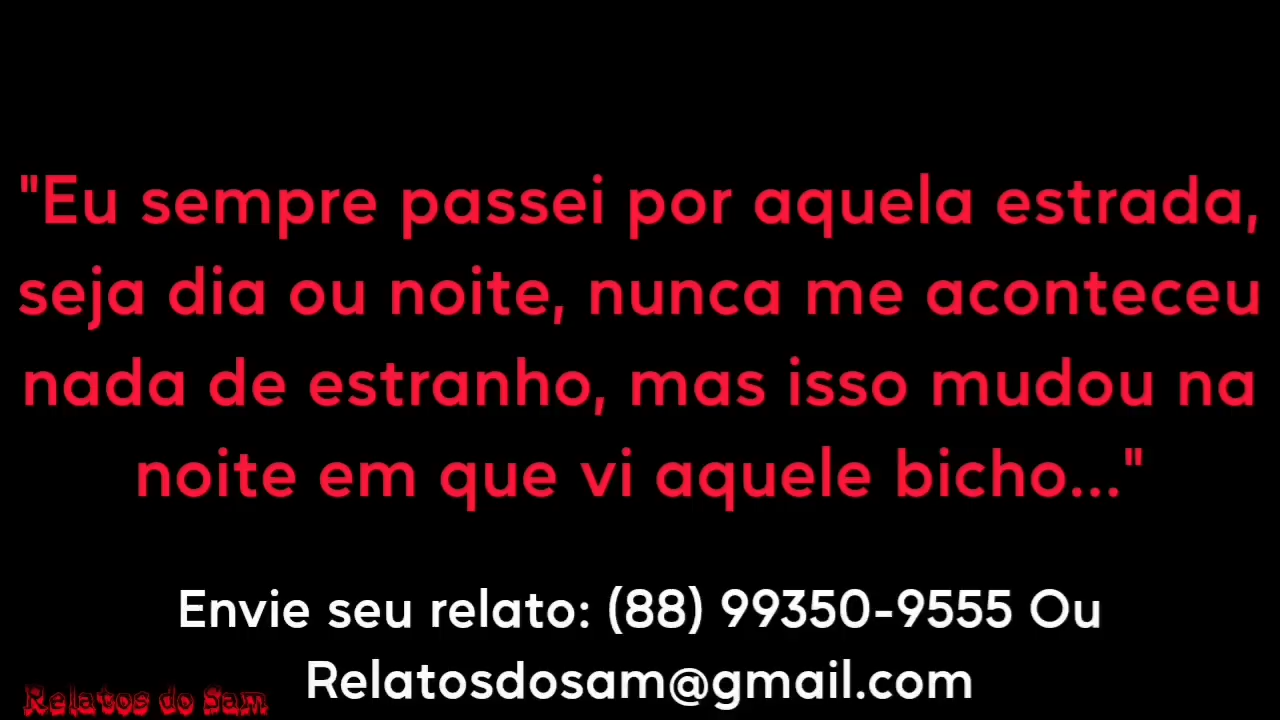 "Eu sempre passei por aquela estrada,
seja dia ou noite, nunca me aconteceu
nada de estranho, mas isso mudou na
noite em que vi aquele bicho..."
Envie seu relato: (88) 99350-9555 Ou
Relatosdosam@gmail.com
Relatos do Sam